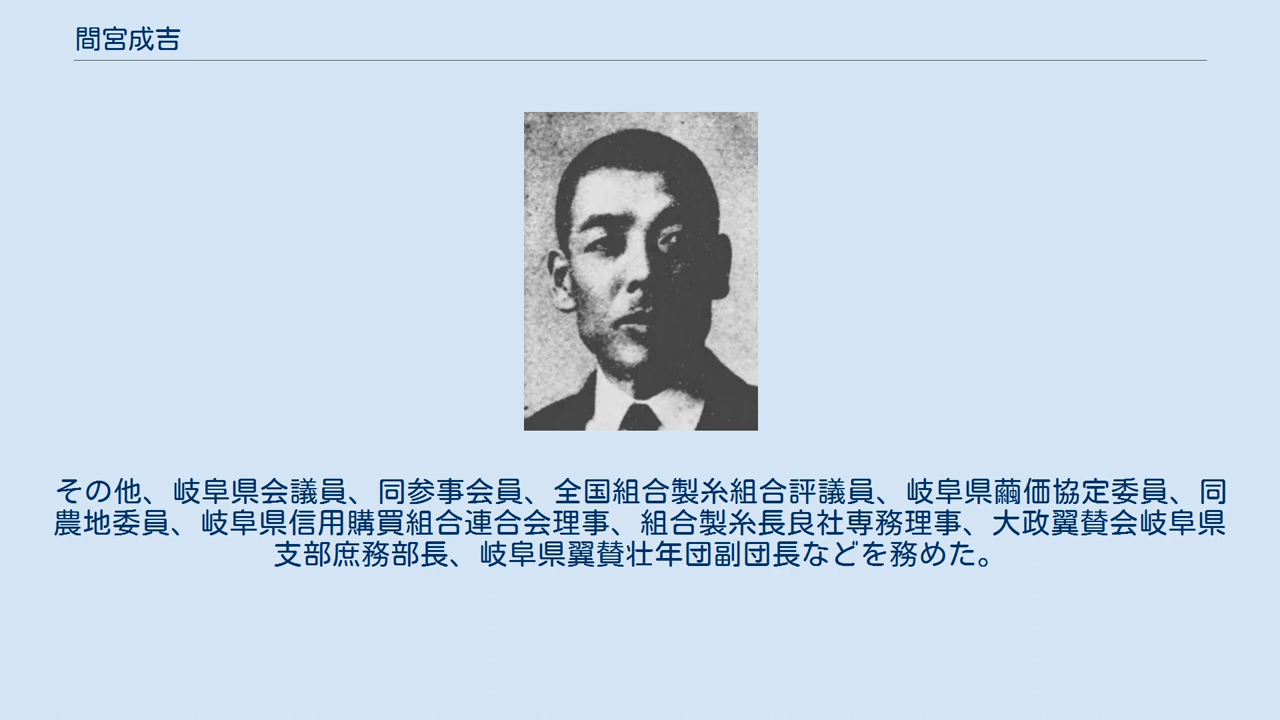 間宮成吉
その他、岐阜県会議員、同参事会員、全国組合製糸組合評議員、岐阜県繭価協定委員、同
農地委員、岐阜県信用購買組合連合会理事、組合製糸長良社専務理事、大政翼賛会岐阜県
支部庶務部長、岐阜県翼賛壮年団副団長などを務めた。